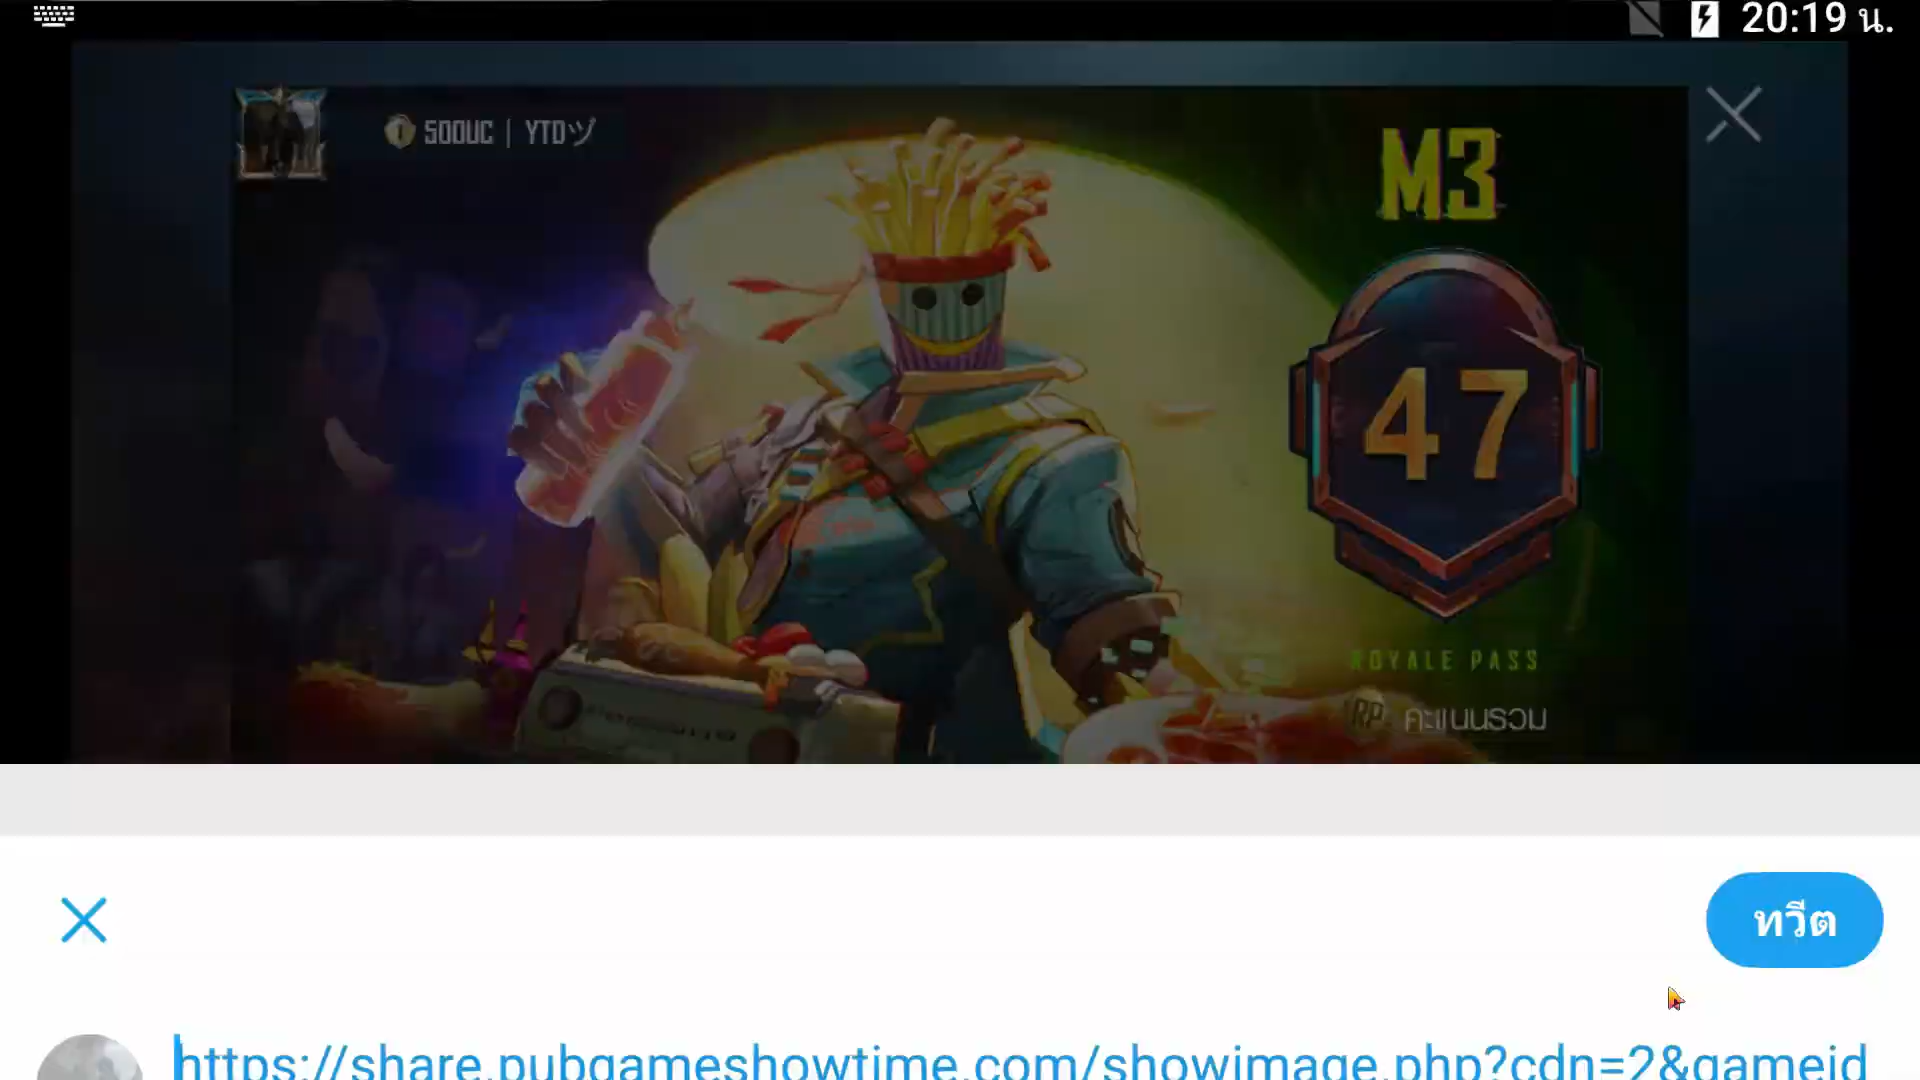 20:19 น.
500UC | YTDヅ
M3
47
ROYALE PASS
RP คะแนนรวม
ทวีต
https://share.pubgameshowtime.com/showimage.php?cdn=2&gameid